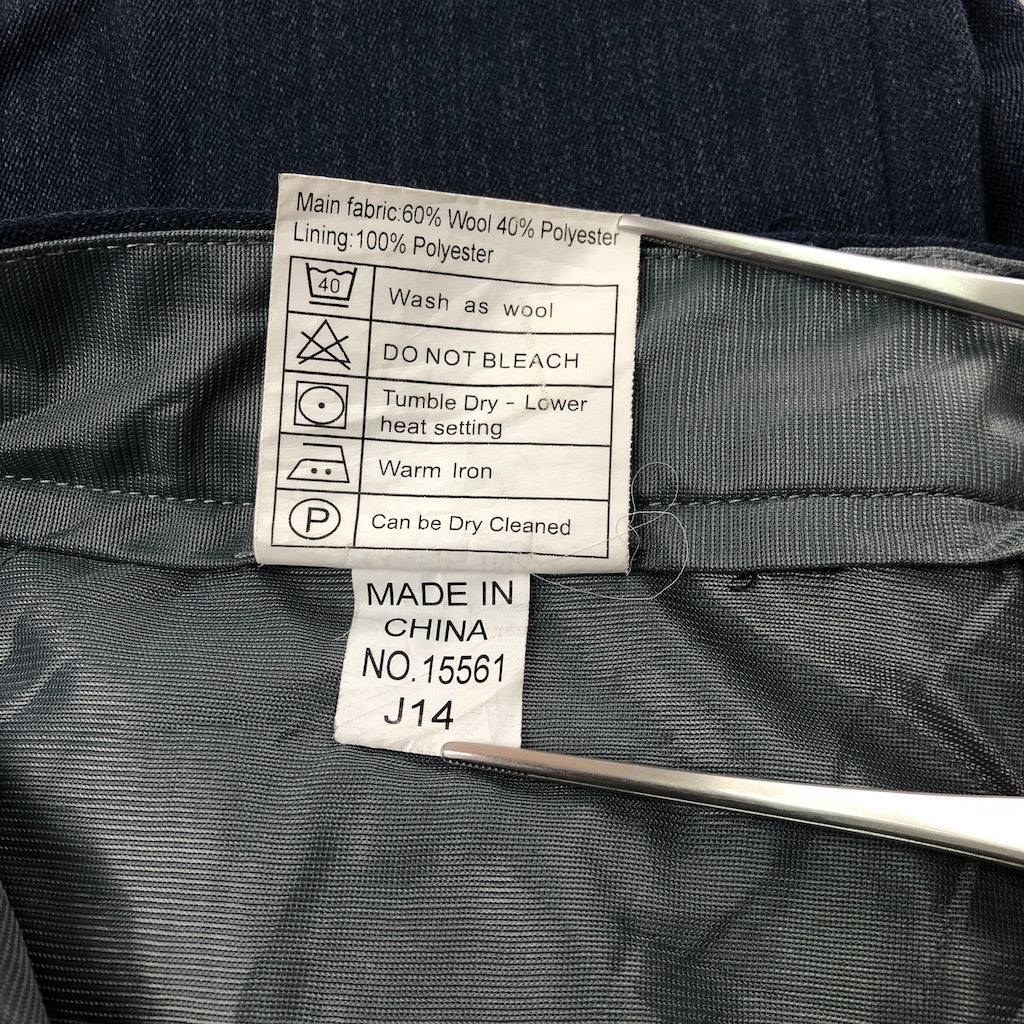 Main fabric:60% Wool 40% Polyester
Lining:100% Polyester
40 Wash as wool
DO NOT BLEACH
Tumble Dry - Lower
heat setting
Warm Iron
P Can be Dry Cleaned
MADE IN
CHINA
NO.15561
J14